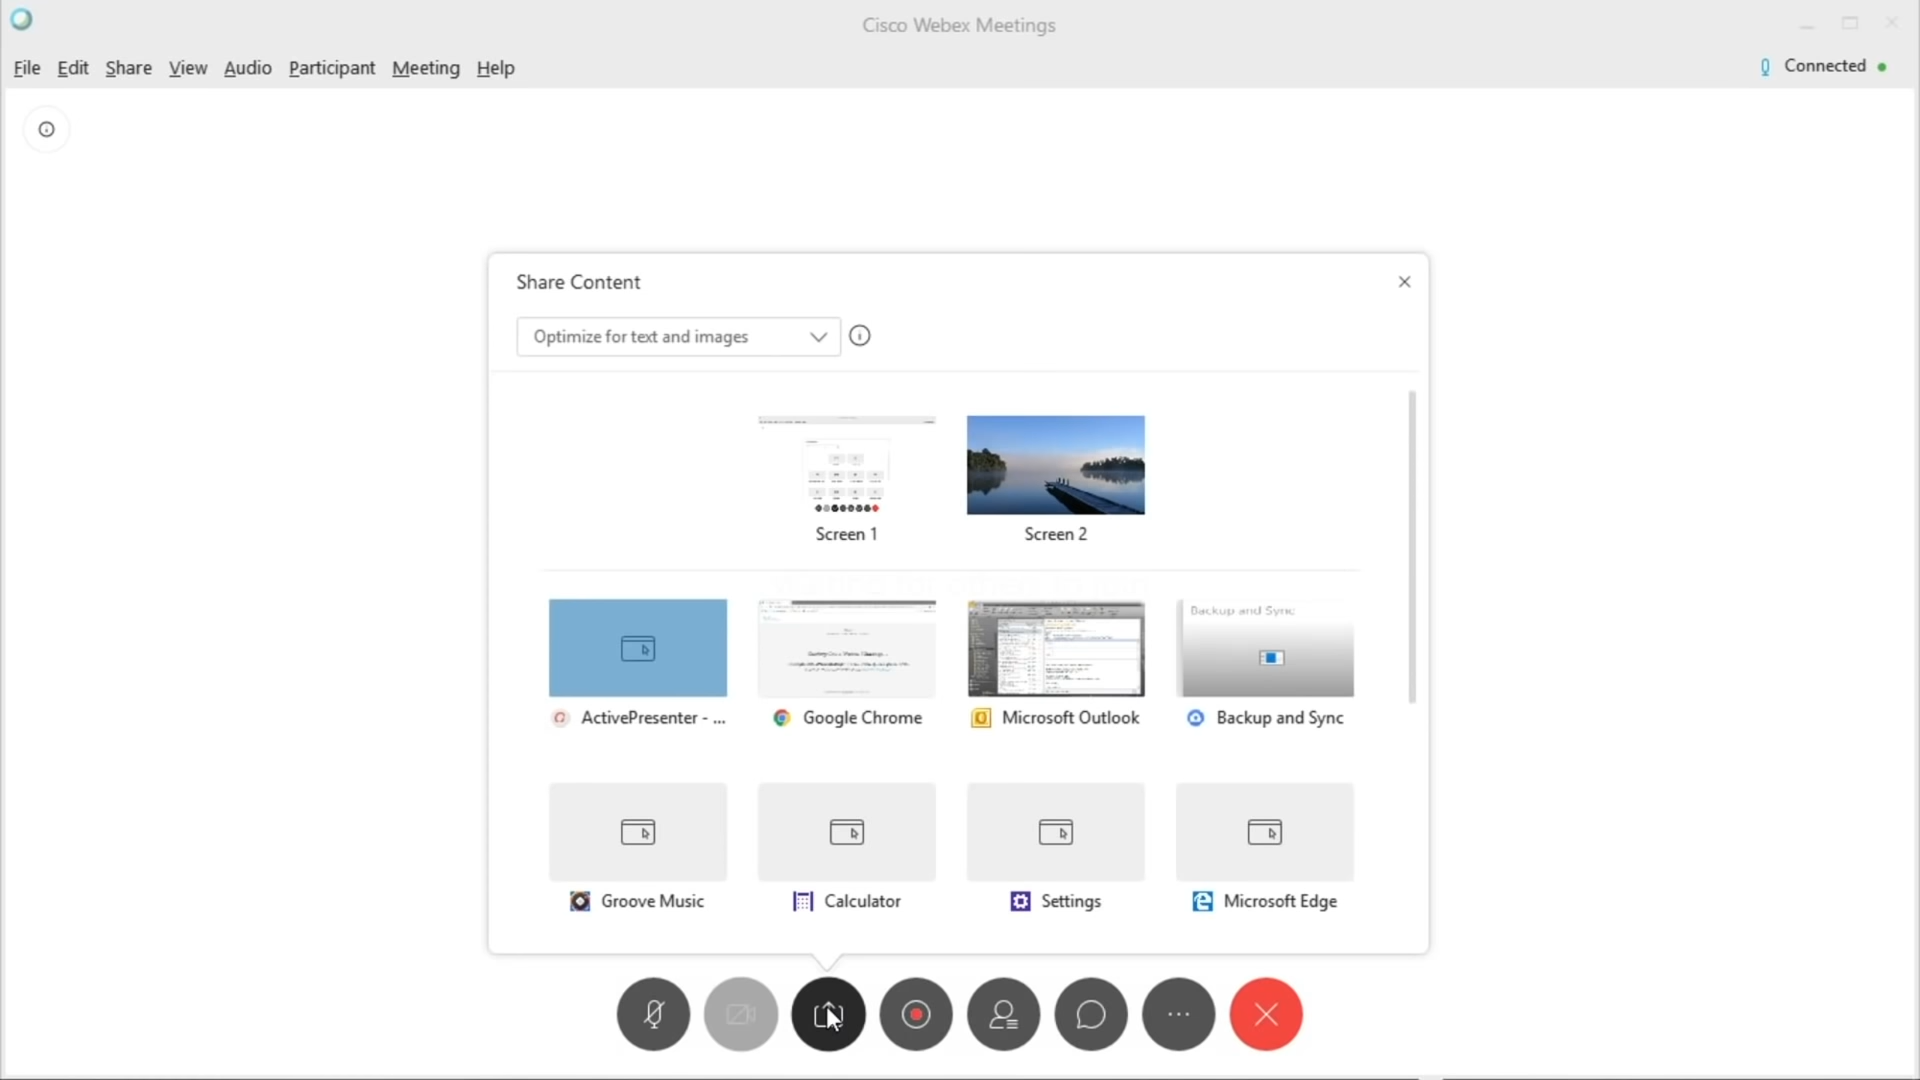 Cisco Webex Meetings
File Edit Share View Audio Participant Meeting Help
Connected
Share Content
Optimize for text and images
Screen 1 Screen 2
Backup and Sync
ActivePresenter - ... Google Chrome Microsoft Outlook Backup and Sync
Groove Music Calculator Settings Microsoft Edge